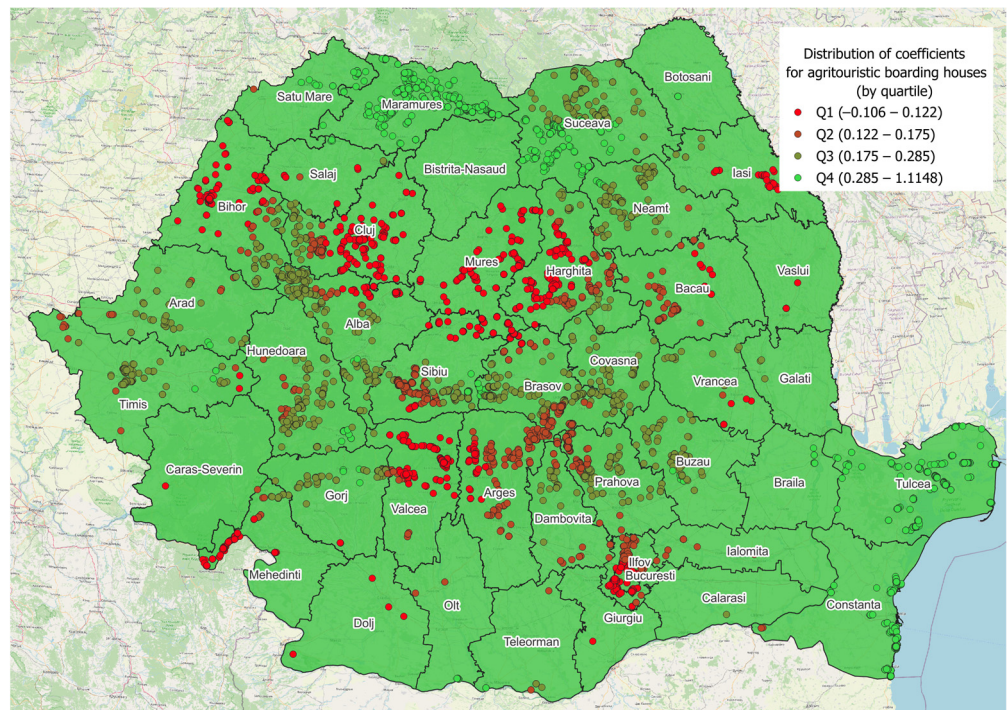 Distribution of coefficients
for agritouristic boarding houses
(by quartile)
Q1 (−0.106 – 0.122)
Q2 (0.122 – 0.175)
Q3 (0.175 – 0.285)
Q4 (0.285 – 1.1148)
Botosani
Satu Mare
Maramures
Suceava
Salaj
Bistrita-Nasaud
Iasi
Bihor
Neamt
Cluj
Mures
Harghita
Vaslui
Bacau
Arad
Alba
Hunedoara
Covasna
Sibiu
Brasov
Vrancea
Galati
Timis
Caras-Severin
Buzau
Gorj
Prahova
Braila
Tulcea
Arges
Valcea
Dambovita
Ialomita
Ilfov
Mehedinti
Bucuresti
Calarasi
Constanta
Olt
Giurgiu
Dolj
Teleorman